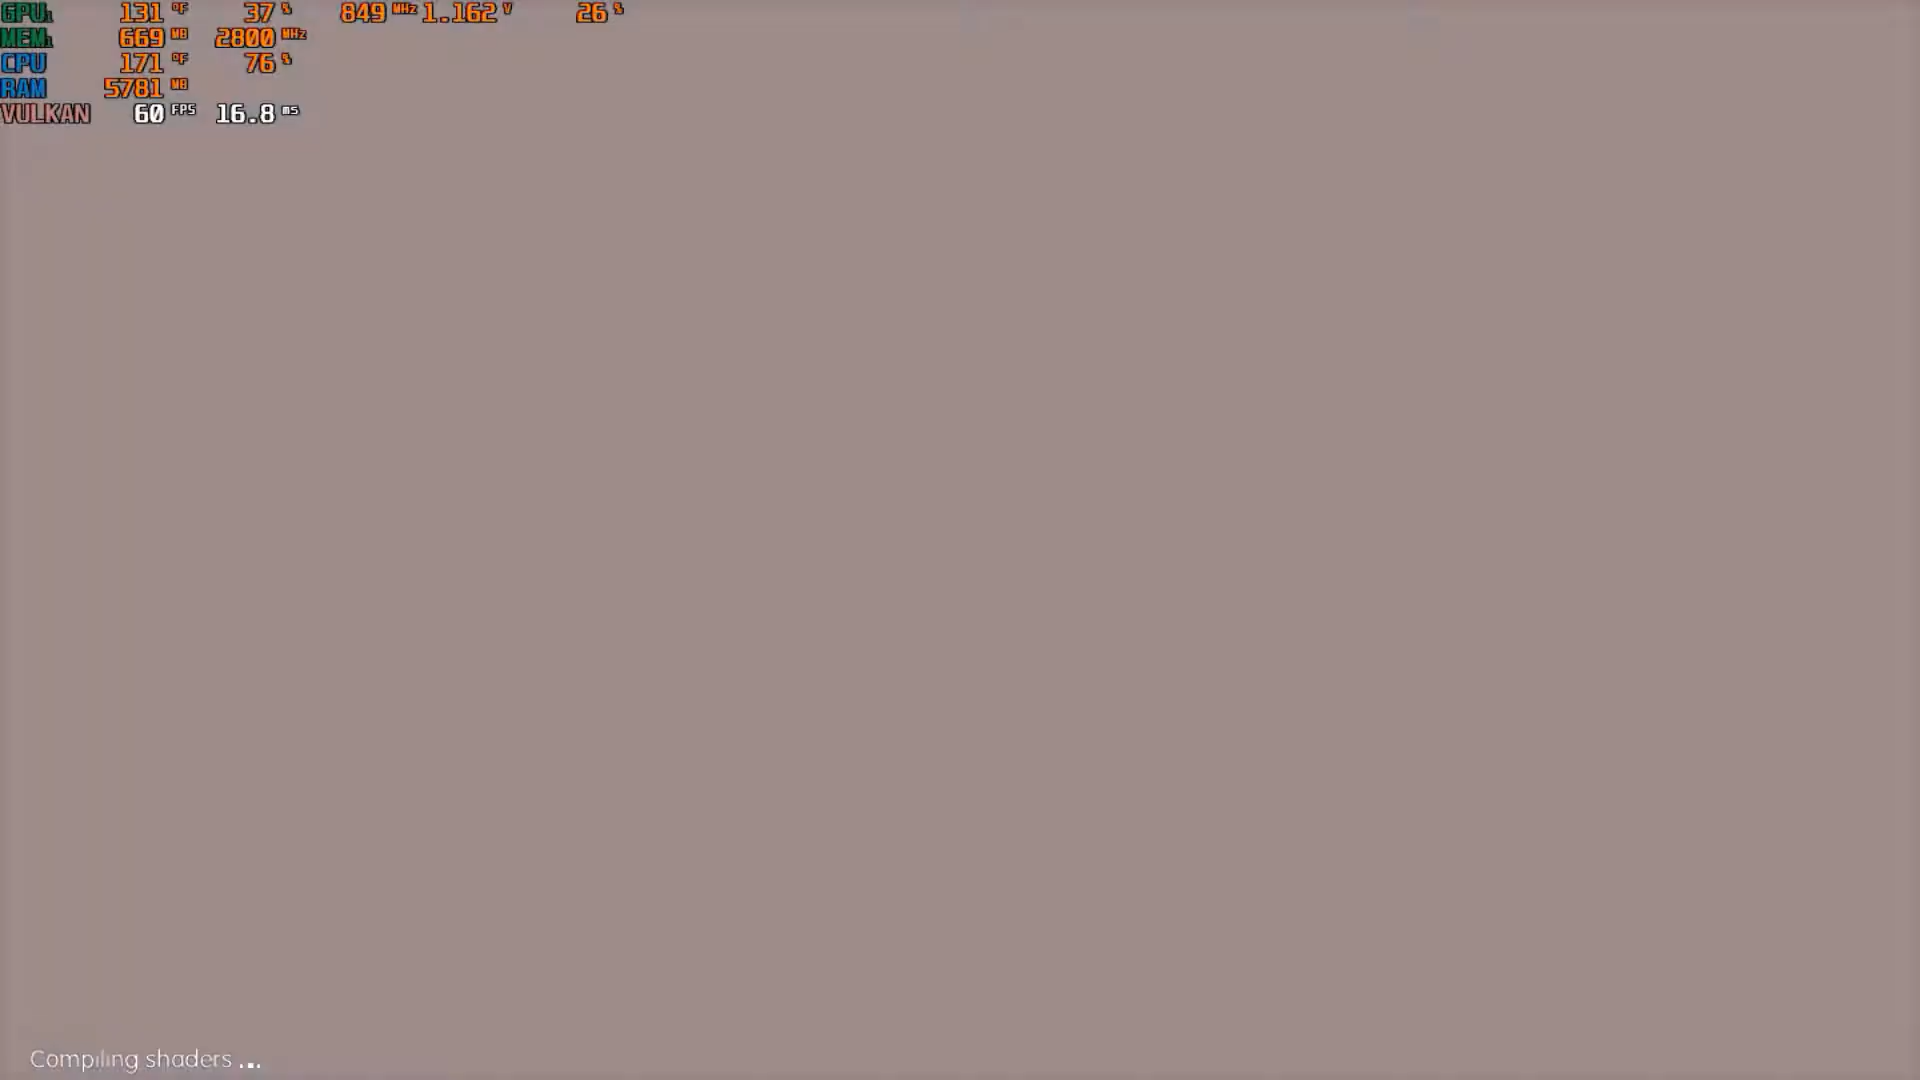 GPU1 131 °F 37 % 849 MHz 1.162 V 26 %
MEM1 669 MB 2800 MHz
CPU 171 °F 76 %
RAM 5781 MB
VULKAN 60 FPS 16.8 ms
Compiling shaders ...